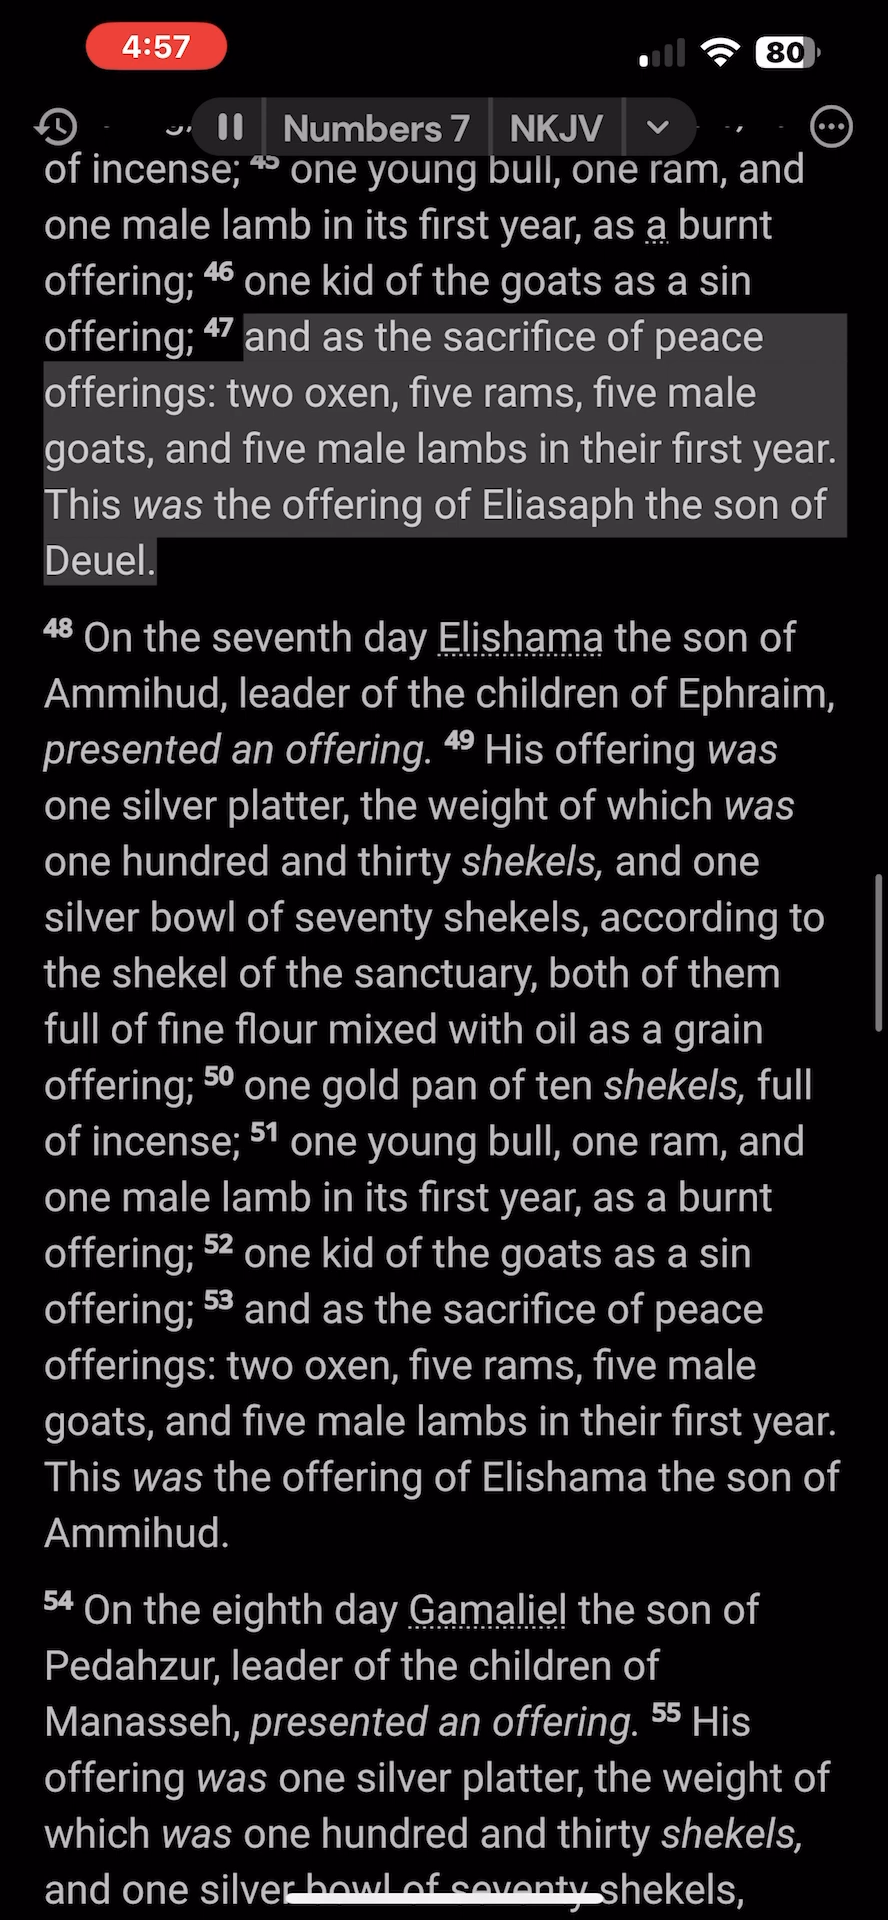 4:57
80
Numbers 7 NKJV
of incense; 45 one young bull, one ram, and
one male lamb in its first year, as a burnt
offering; 46 one kid of the goats as a sin
offering; 47 and as the sacrifice of peace
offerings: two oxen, five rams, five male
goats, and five male lambs in their first year.
This was the offering of Eliasaph the son of
Deuel.
48 On the seventh day Elishama the son of
Ammihud, leader of the children of Ephraim,
presented an offering. 49 His offering was
one silver platter, the weight of which was
one hundred and thirty shekels, and one
silver bowl of seventy shekels, according to
the shekel of the sanctuary, both of them
full of fine flour mixed with oil as a grain
offering; 50 one gold pan of ten shekels, full
of incense; 51 one young bull, one ram, and
one male lamb in its first year, as a burnt
offering; 52 one kid of the goats as a sin
offering; 53 and as the sacrifice of peace
offerings: two oxen, five rams, five male
goats, and five male lambs in their first year.
This was the offering of Elishama the son of
Ammihud.
54 On the eighth day Gamaliel the son of
Pedahzur, leader of the children of
Manasseh, presented an offering. 55 His
offering was one silver platter, the weight of
which was one hundred and thirty shekels,
and one silver bowl of seventy shekels,